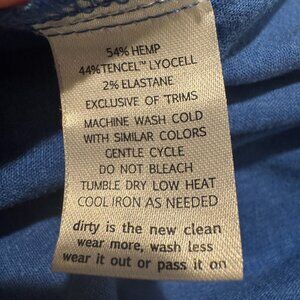 54% HEMP
44% TENCEL™ LYOCELL
2% ELASTANE
EXCLUSIVE OF TRIMS
MACHINE WASH COLD
WITH SIMILAR COLORS
GENTLE CYCLE
DO NOT BLEACH
TUMBLE DRY LOW HEAT
COOL IRON AS NEEDED
dirty is the new clean
wear more, wash less
wear it out or pass it on